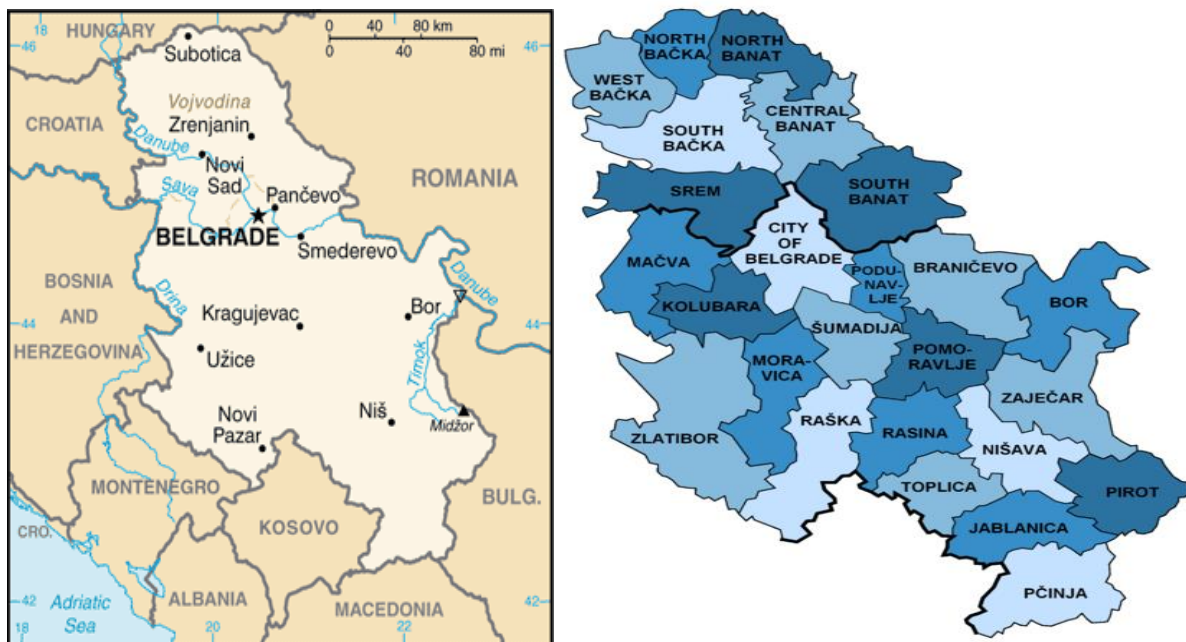 18
HUNGARY
20
0
40
80 km
0
40
80 mi
46
46
Subotica
Vojvodina
Zrenjanin
CROATIA
Danube
Novi
Sad
ROMANIA
Sava
Pančevo
BELGRADE
Smederevo
BOSNIA
AND
HERZEGOVINA
Drina
Danube
Kragujevac
Bor
44
44
Užice
Timok
Novi
Pazar
Niš
Midžor
MONTENEGRO
BULG.
KOSOVO
CRO.
ALBANIA
MACEDONIA
42
42
Adriatic
Sea
18
20
22
NORTH
BAČKA
NORTH
BANAT
WEST
BAČKA
CENTRAL
BANAT
SOUTH
BAČKA
SREM
SOUTH
BANAT
CITY
OF
BELGRADE
MAČVA
PODU-
NAV-
LJE
BRANIČEVO
KOLUBARA
BOR
ŠUMADIJA
MORA-
VICA
POMO-
RAVLJE
ZAJEČAR
ZLATIBOR
RAŠKA
RASINA
NIŠAVA
TOPLICA
PIROT
JABLANICA
PČINJA